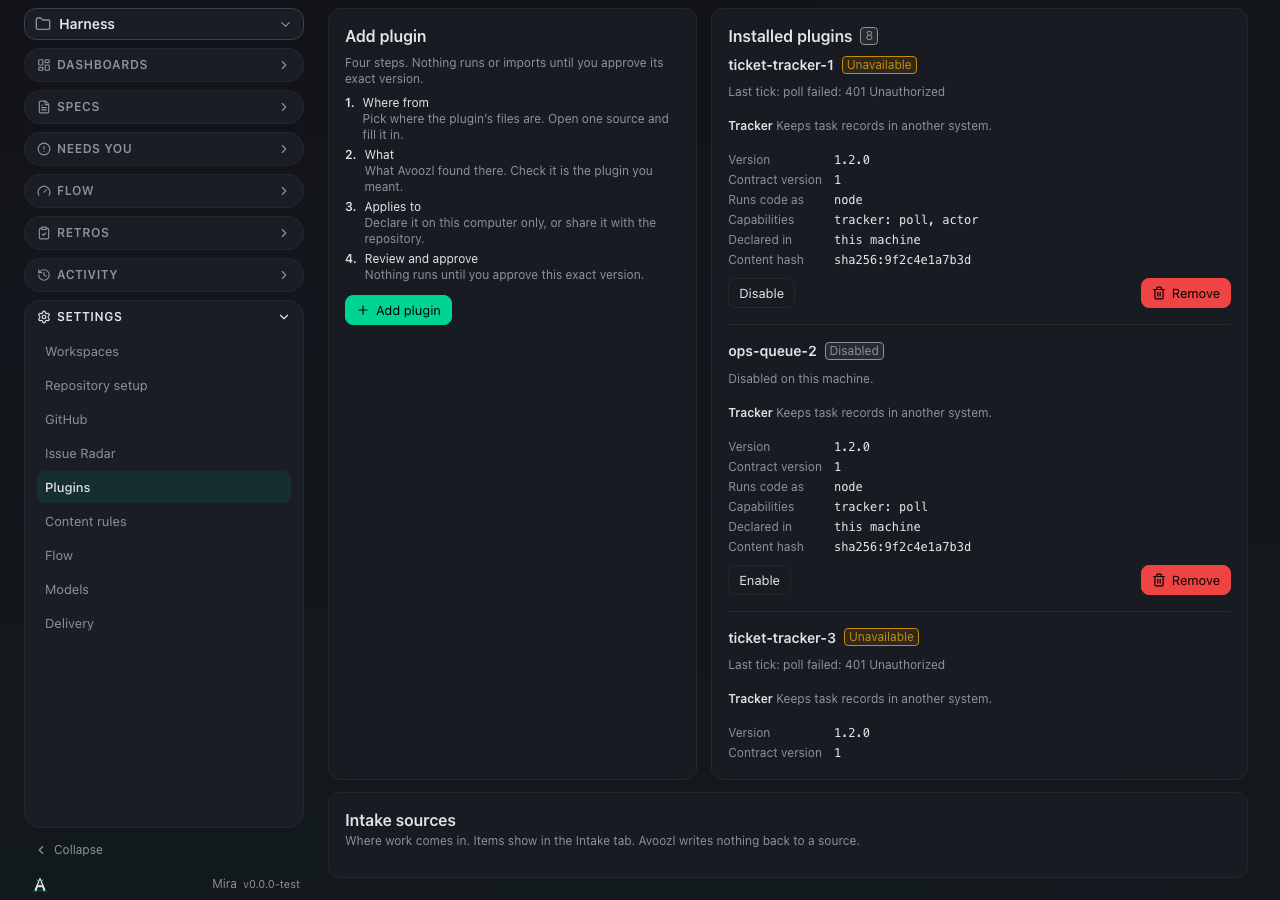 Harness
DASHBOARDS
SPECS
NEEDS YOU
FLOW
RETROS
ACTIVITY
SETTINGS
Workspaces
Repository setup
GitHub
Issue Radar
Plugins
Content rules
Flow
Models
Delivery
Collapse
Mira v0.0.0-test
Add plugin
Four steps. Nothing runs or imports until you approve its
exact version.
1. Where from
Pick where the plugin's files are. Open one source and
fill it in.
2. What
What Avoozl found there. Check it is the plugin you
meant.
3. Applies to
Declare it on this computer only, or share it with the
repository.
4. Review and approve
Nothing runs until you approve this exact version.
+ Add plugin
Installed plugins 8
ticket-tracker-1 Unavailable
Last tick: poll failed: 401 Unauthorized
Tracker Keeps task records in another system.
Version 1.2.0
Contract version 1
Runs code as node
Capabilities tracker: poll, actor
Declared in this machine
Content hash sha256:9f2c4e1a7b3d
Disable Remove
ops-queue-2 Disabled
Disabled on this machine.
Tracker Keeps task records in another system.
Version 1.2.0
Contract version 1
Runs code as node
Capabilities tracker: poll
Declared in this machine
Content hash sha256:9f2c4e1a7b3d
Enable Remove
ticket-tracker-3 Unavailable
Last tick: poll failed: 401 Unauthorized
Tracker Keeps task records in another system.
Version 1.2.0
Contract version 1
Intake sources
Where work comes in. Items show in the Intake tab. Avoozl writes nothing back to a source.